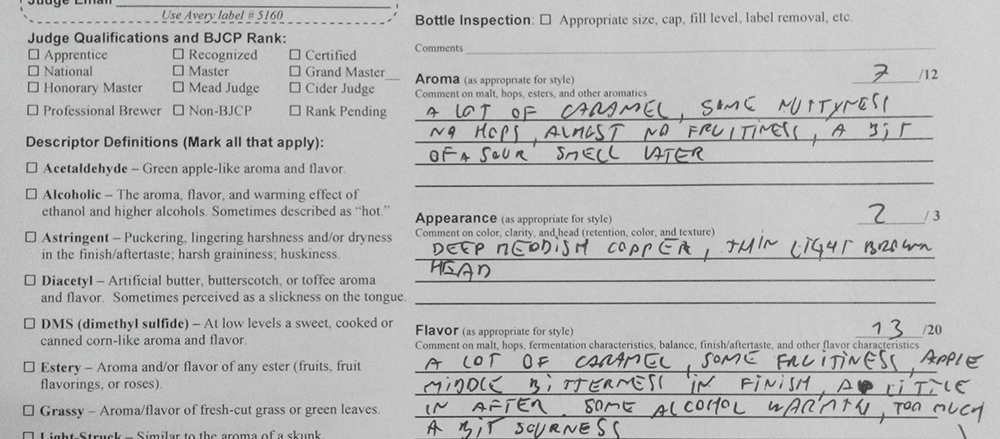 Judge Email
Use Avery label # 5160
Judge Qualifications and BJCP Rank:
☐ Apprentice ☐ Recognized ☐ Certified
☐ National ☐ Master ☐ Grand Master
☐ Honorary Master ☐ Mead Judge ☐ Cider Judge
☐ Professional Brewer ☐ Non-BJCP ☐ Rank Pending
Descriptor Definitions (Mark all that apply):
☐ Acetaldehyde – Green apple-like aroma and flavor.
☐ Alcoholic – The aroma, flavor, and warming effect of
ethanol and higher alcohols. Sometimes described as “hot.”
☐ Astringent – Puckering, lingering harshness and/or dryness
in the finish/aftertaste; harsh graininess; huskiness.
☐ Diacetyl – Artificial butter, butterscotch, or toffee aroma
and flavor. Sometimes perceived as a slickness on the tongue.
☐ DMS (dimethyl sulfide) – At low levels a sweet, cooked or
canned corn-like aroma and flavor.
☐ Estery – Aroma and/or flavor of any ester (fruits, fruit
flavorings, or roses).
☐ Grassy – Aroma/flavor of fresh-cut grass or green leaves.
☐ Light-Struck – Similar to the aroma of a skunk.
Bottle Inspection: ☐ Appropriate size, cap, fill level, label removal, etc.
Comments
Aroma (as appropriate for style) 7 /12
Comment on malt, hops, esters, and other aromatics
A LOT OF CARAMEL, SOME NUTTYNESS
NO HOPS, ALMOST NO FRUITINESS, A BIT
OF A SOUR SMELL LATER
Appearance (as appropriate for style) 2 / 3
Comment on color, clarity, and head (retention, color, and texture)
DEEP REDDISH COPPER, THIN LIGHT BROWN
HEAD
Flavor (as appropriate for style) 13 /20
Comment on malt, hops, fermentation characteristics, balance, finish/aftertaste, and other flavor characteristics
A LOT OF CARAMEL, SOME FRUITINESS, APPLE
MIDDLE BITTERNESS IN FINISH, A LITTLE
IN AFTER. SOME ALCOHOL WARMTH, TOO MUCH
A BIT SOURNESS